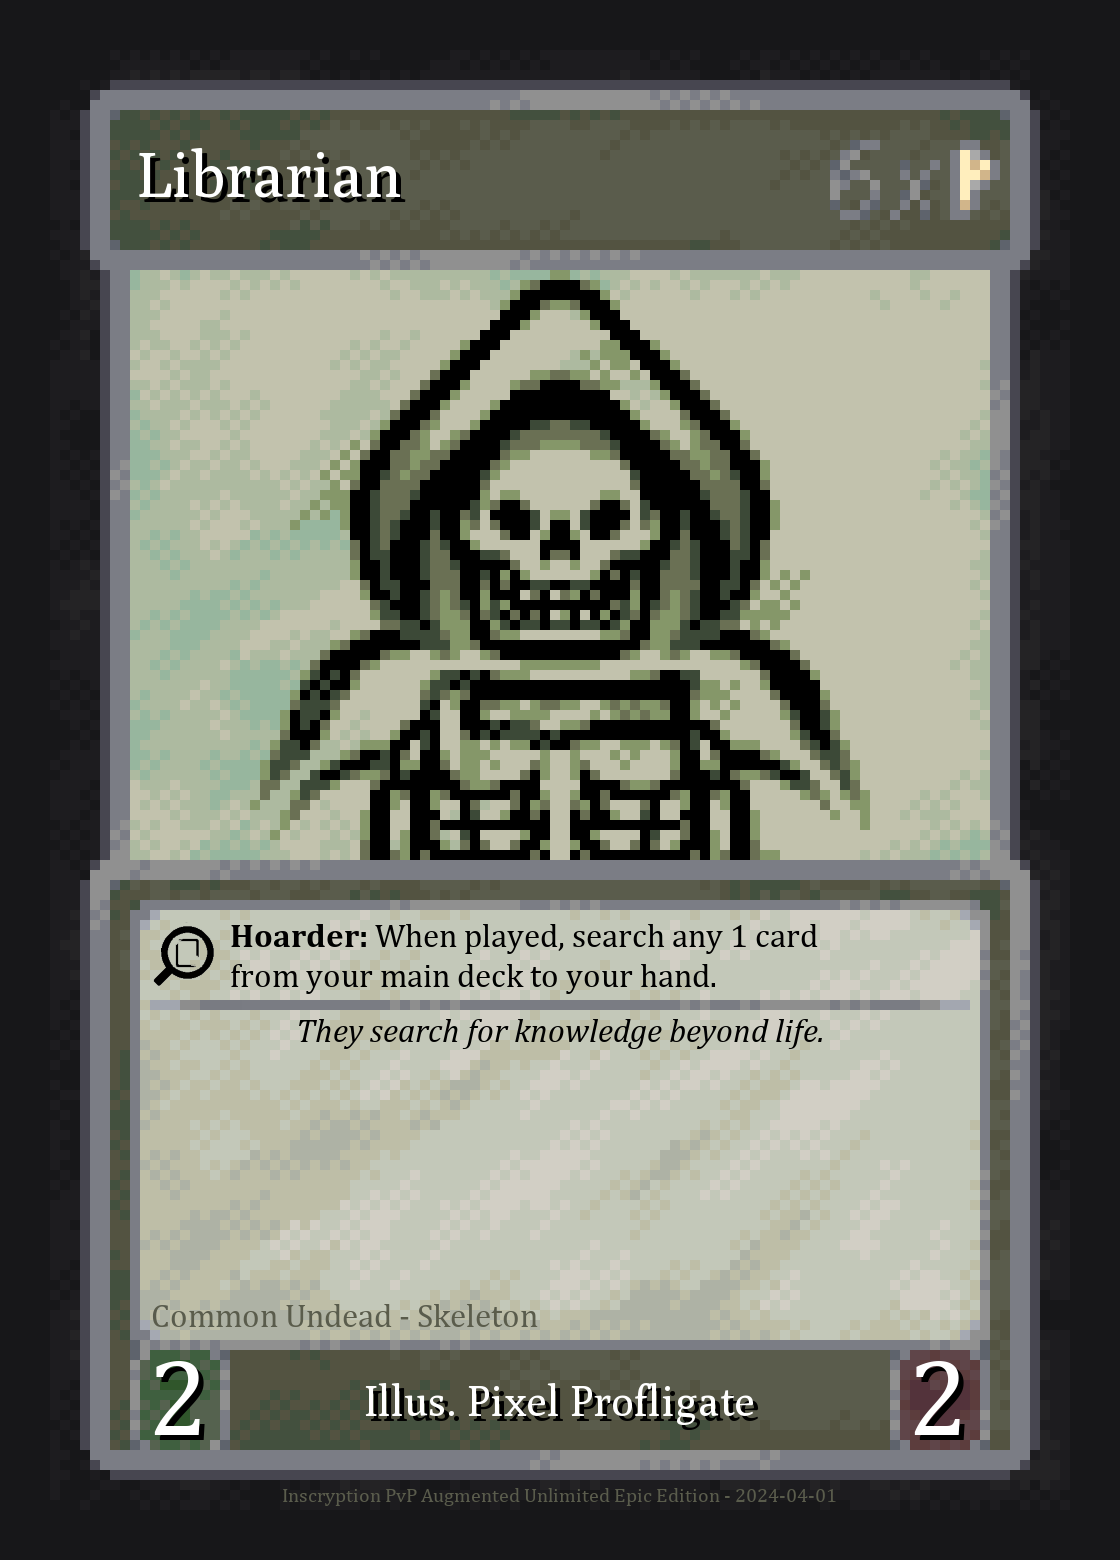 Librarian
6x
Hoarder: When played, search any 1 card
from your main deck to your hand.
They search for knowledge beyond life.
Common Undead - Skeleton
2
Illus. Pixel Profligate
2
Inscryption PvP Augmented Unlimited Epic Edition - 2024-04-01